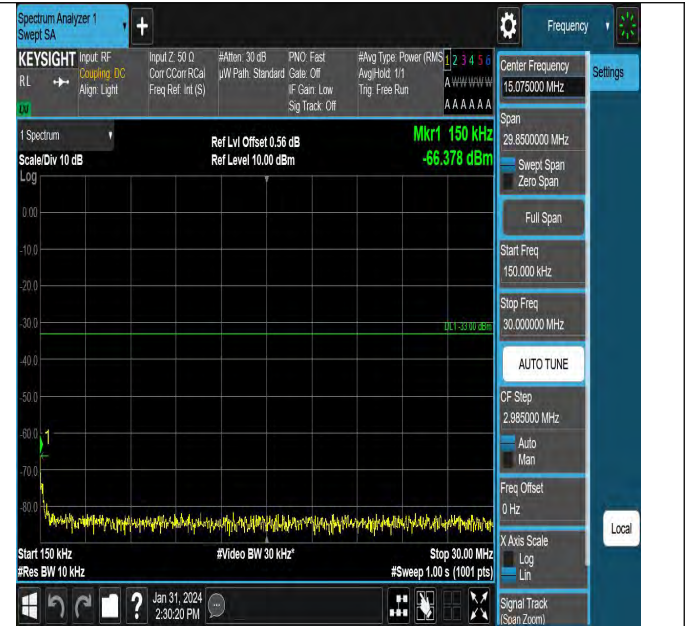 Spectrum Analyzer 1
Swept SA
+
Frequency
KEYSIGHT
RL
Input: RF
Coupling: DC
Align: Light
Input Z: 50 Ω
Corr CCorr RCal
Freq Ref: Int (S)
#Atten: 30 dB
µW Path: Standard
PNO: Fast
Gate: Off
IF Gain: Low
Sig Track: Off
#Avg Type: Power (RMS
Avg|Hold: 1/1
Trig: Free Run
1 2 3 4 5 6
A W W W W W
A A A A A A
1 Spectrum
Scale/Div 10 dB
Ref Lvl Offset 0.56 dB
Ref Level 10.00 dBm
Mkr1 150 kHz
-66.378 dBm
Log
0.00
-10.0
-20.0
-30.0
DL1 -33.00 dBm
-40.0
-50.0
-60.0
1
-70.0
-80.0
Start 150 kHz
#Video BW 30 kHz*
Stop 30.00 MHz
#Res BW 10 kHz
#Sweep 1.00 s (1001 pts)
?
Jan 31, 2024
2:30:20 PM
Center Frequency
15.075000 MHz
Settings
Span
29.8500000 MHz
Swept Span
Zero Span
Full Span
Start Freq
150.000 kHz
Stop Freq
30.000000 MHz
AUTO TUNE
CF Step
2.985000 MHz
Auto
Man
Freq Offset
0 Hz
X Axis Scale
Log
Lin
Local
Signal Track
(Span Zoom)